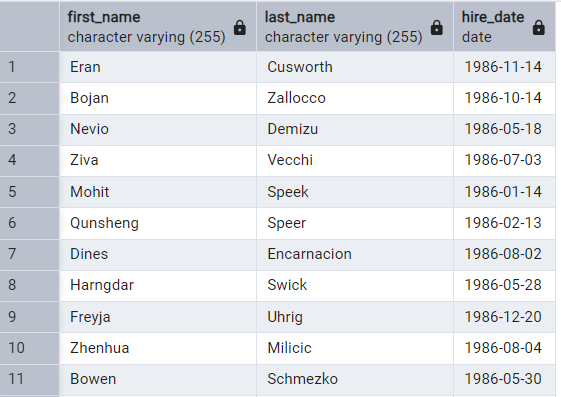 first_name last_name hire_date
character varying (255) character varying (255) date
1 Eran Cusworth 1986-11-14
2 Bojan Zallocco 1986-10-14
3 Nevio Demizu 1986-05-18
4 Ziva Vecchi 1986-07-03
5 Mohit Speek 1986-01-14
6 Qunsheng Speer 1986-02-13
7 Dines Encarnacion 1986-08-02
8 Harngdar Swick 1986-05-28
9 Freyja Uhrig 1986-12-20
10 Zhenhua Milicic 1986-08-04
11 Bowen Schmezko 1986-05-30